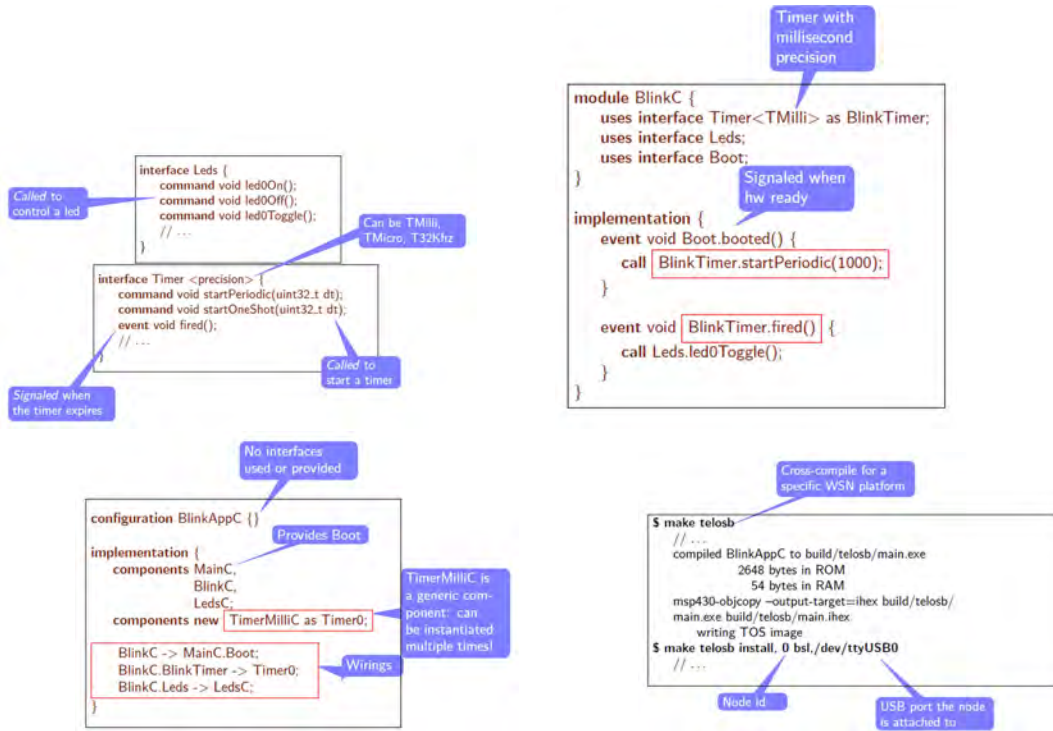 interface Leds {
command void led0On();
command void led0Off();
command void led0Toggle();
// ...
}
Called to
control a led
Can be TMilli,
TMicro, T32Khz
interface Timer <precision> {
command void startPeriodic(uint32_t dt);
command void startOneShot(uint32_t dt);
event void fired();
// ...
}
Signaled when
the timer expires
Called to
start a timer
Timer with
millisecond
precision
module BlinkC {
uses interface Timer<TMilli> as BlinkTimer;
uses interface Leds;
uses interface Boot;
}
Signaled when
hw ready
implementation {
event void Boot.booted() {
call BlinkTimer.startPeriodic(1000);
}
event void BlinkTimer.fired() {
call Leds.led0Toggle();
}
}
No interfaces
used or provided
configuration BlinkAppC {}
Provides Boot
implementation {
components MainC,
BlinkC,
LedsC;
components new TimerMilliC as Timer0;
TimerMilliC is
a generic com-
ponent: can
be instantiated
multiple times!
BlinkC -> MainC.Boot;
BlinkC.BlinkTimer -> Timer0;
BlinkC.Leds -> LedsC;
}
Wirings
Cross-compile for a
specific WSN platform
$ make telosb
// ...
compiled BlinkAppC to build/telosb/main.exe
2648 bytes in ROM
54 bytes in RAM
msp430-objcopy –output-target=ihex build/telosb/
main.exe build/telosb/main.ihex
writing TOS image
$ make telosb install, 0 bsl,/dev/ttyUSB0
// ...
Node id
USB port the node
is attached to